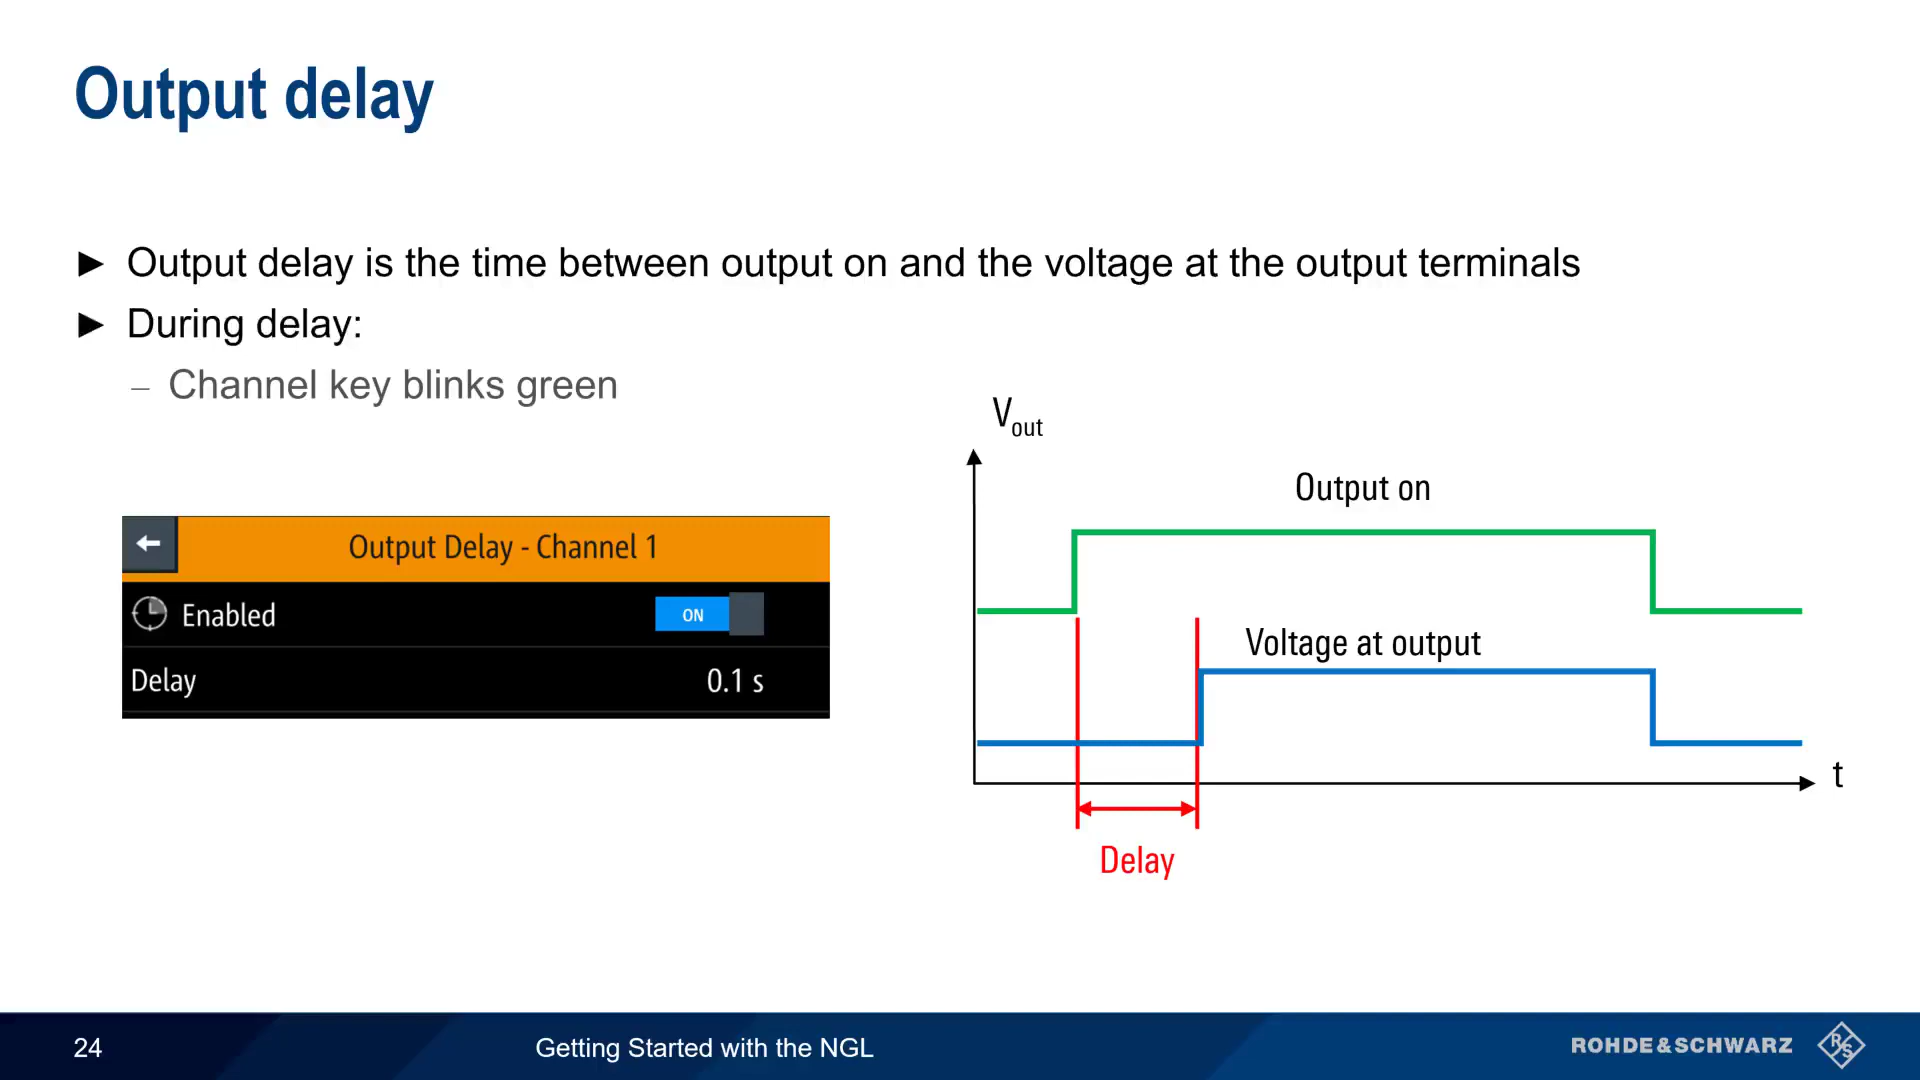 Output delay
► Output delay is the time between output on and the voltage at the output terminals
► During delay:
– Channel key blinks green
Output Delay - Channel 1
Enabled ON
Delay 0.1 s
Vout
Output on
Voltage at output
t
Delay
24
Getting Started with the NGL
ROHDE&SCHWARZ
RS